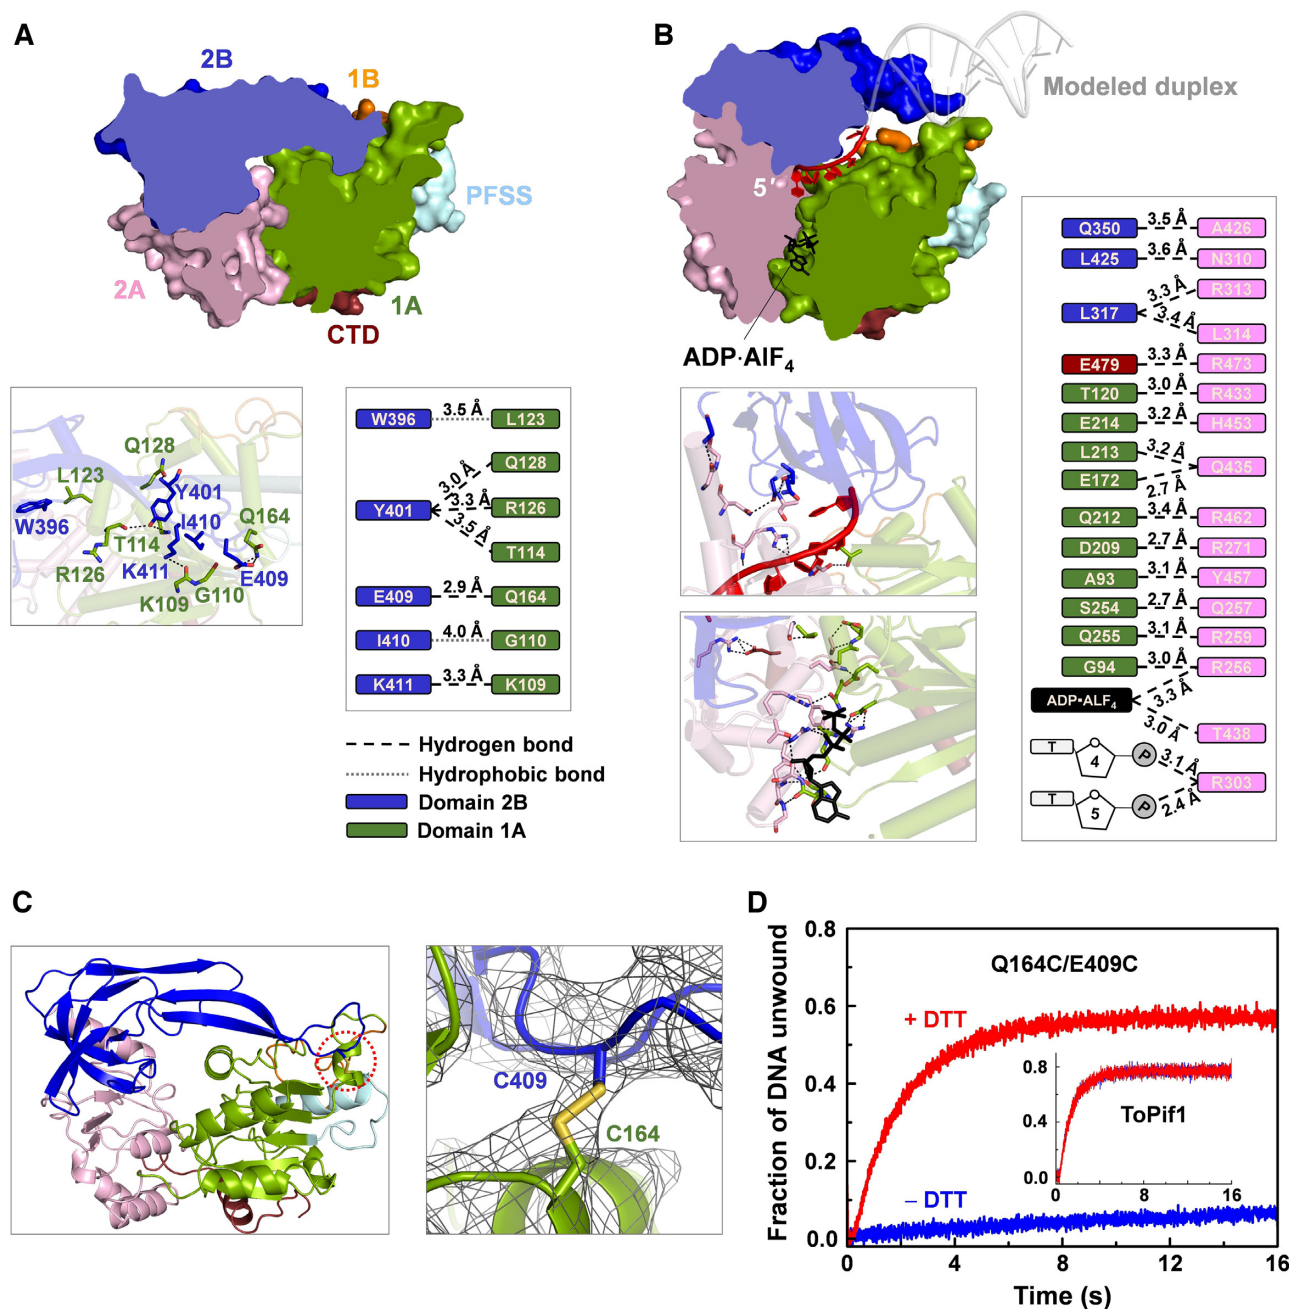 A
2B
1B
PFSS
2A
1A
CTD
Q128
L123
Y401
W396
I410
Q164
T114
R126
K411
E409
G110
K109
W396
3.5 Å
L123
3.0 Å
Q128
Y401
3.3 Å
R126
3.5 Å
T114
E409
2.9 Å
Q164
I410
4.0 Å
G110
K411
3.3 Å
K109
Hydrogen bond
Hydrophobic bond
Domain 2B
Domain 1A
B
Modeled duplex
5′
ADP·AlF4
Q350
3.5 Å
A426
L425
3.6 Å
N310
3.3 Å
R313
L317
3.4 Å
L314
E479
3.3 Å
R473
T120
3.0 Å
R433
E214
3.2 Å
H453
L213
3.2 Å
Q435
E172
2.7 Å
Q212
3.4 Å
R462
D209
2.7 Å
R271
A93
3.1 Å
Y457
S254
2.7 Å
Q257
Q255
3.1 Å
R259
G94
3.0 Å
R256
ADP▪ALF4
3.3 Å
3.0 Å
T438
T
4
P
3.1 Å
R303
T
5
P
2.4 Å
C
C409
C164
D
Fraction of DNA unwound
0.8
0.6
0.4
0.2
0.0
Q164C/E409C
+ DTT
– DTT
0.8
0.4
0.0
ToPif1
0
8
16
0
4
8
12
16
Time (s)